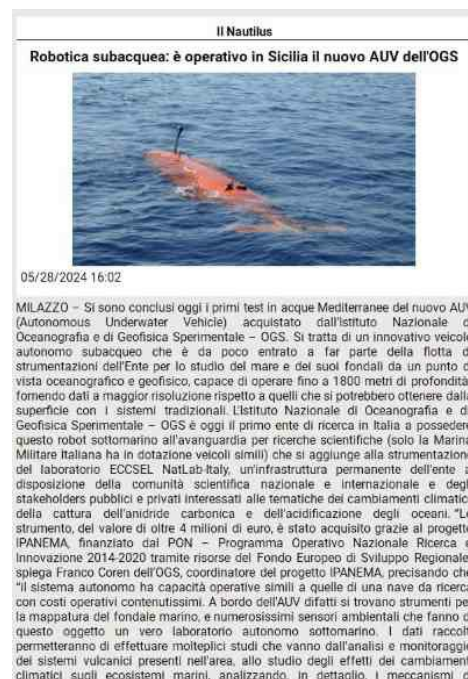 Il Nautilus
Robotica subacquea: è operativo in Sicilia il nuovo AUV dell'OGS
05/28/2024 16:02
MILAZZO – Si sono conclusi oggi i primi test in acque Mediterranee del nuovo AUV
(Autonomous Underwater Vehicle) acquistato dall'Istituto Nazionale d
Oceanografia e di Geofisica Sperimentale – OGS. Si tratta di un innovativo veicolo
autonomo subacqueo che è da poco entrato a far parte della flotta d
strumentazioni dell'Ente per lo studio del mare e dei suoi fondali da un punto d
vista oceanografico e geofisico, capace di operare fino a 1800 metri di profondità
fornendo dati a maggior risoluzione rispetto a quelli che si potrebbero ottenere dalla
superficie con i sistemi tradizionali. L'Istituto Nazionale di Oceanografia e d
Geofisica Sperimentale – OGS è oggi il primo ente di ricerca in Italia a possedere
questo robot sottomarino all'avanguardia per ricerche scientifiche (solo la Marina
Militare Italiana ha in dotazione veicoli simili) che si aggiunge alla strumentazione
del laboratorio ECCSEL NatLab-Italy, un'infrastruttura permanente dell'ente a
disposizione della comunità scientifica nazionale e internazionale e degl
stakeholders pubblici e privati interessati alle tematiche dei cambiamenti climatic
della cattura dell'anidride carbonica e dell'acidificazione degli oceani. "Lo
strumento, del valore di oltre 4 milioni di euro, è stato acquisito grazie al progetto
IPANEMA, finanziato dal PON – Programma Operativo Nazionale Ricerca e
Innovazione 2014-2020 tramite risorse del Fondo Europeo di Sviluppo Regionale
spiega Franco Coren dell'OGS, coordinatore del progetto IPANEMA, precisando che
"il sistema autonomo ha capacità operative simili a quelle di una nave da ricerca
con costi operativi contenutissimi. A bordo dell'AUV difatti si trovano strumenti per
la mappatura del fondale marino, e numerosissimi sensori ambientali che fanno d
questo oggetto un vero laboratorio autonomo sottomarino. I dati raccolt
permetteranno di effettuare molteplici studi che vanno dall'analisi e monitoraggio
dei sistemi vulcanici presenti nell'area, allo studio degli effetti dei cambiament
climatici sugli ecosistemi marini, analizzando, in dettaglio, i meccanismi d